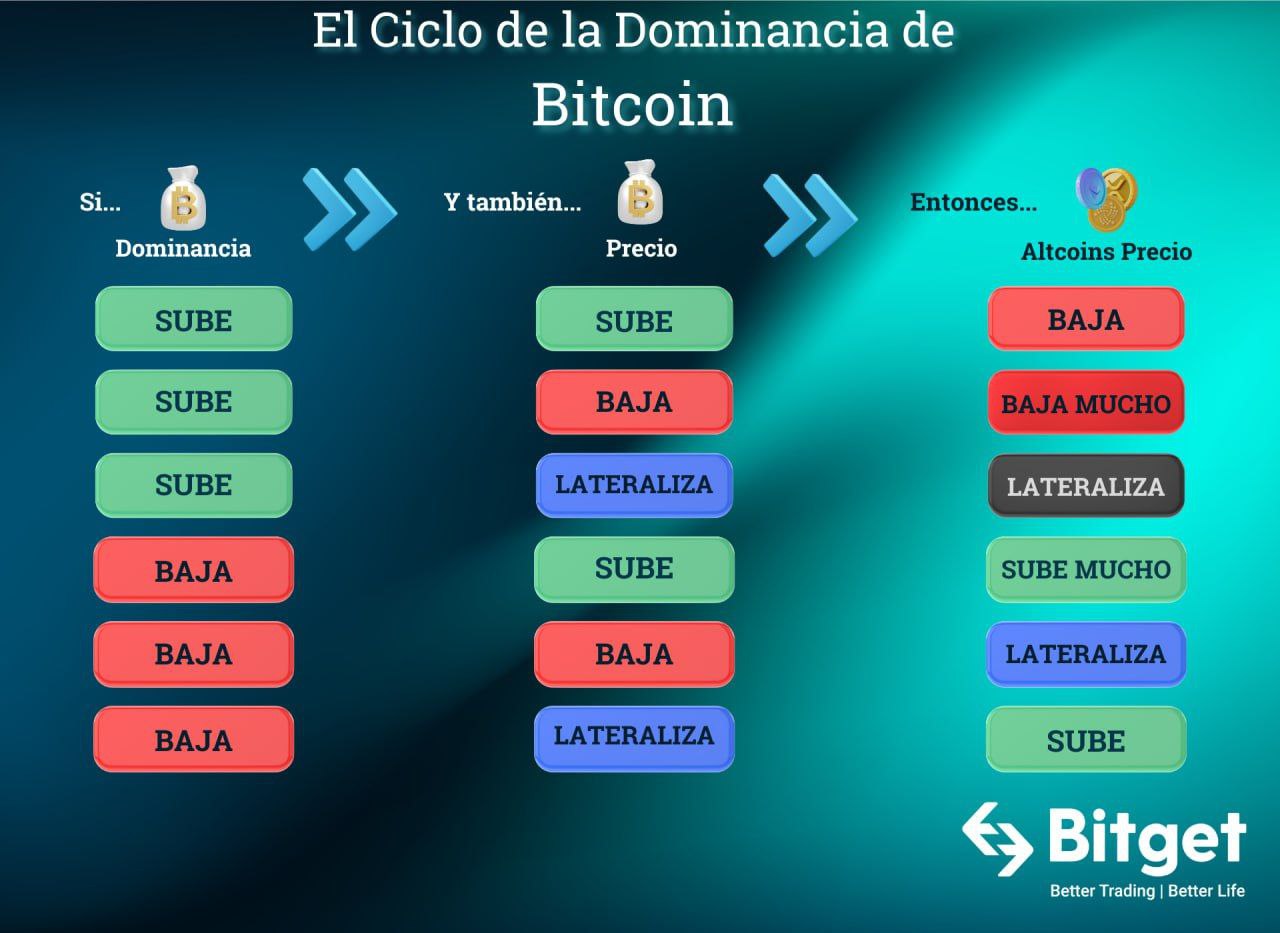 El Ciclo de la Dominancia de
Bitcoin
Si...
Dominancia
Y también...
Precio
Entonces...
Altcoins Precio
SUBE SUBE BAJA
SUBE BAJA BAJA MUCHO
SUBE LATERALIZA LATERALIZA
BAJA SUBE SUBE MUCHO
BAJA BAJA LATERALIZA
BAJA LATERALIZA SUBE
Bitget
Better Trading | Better Life